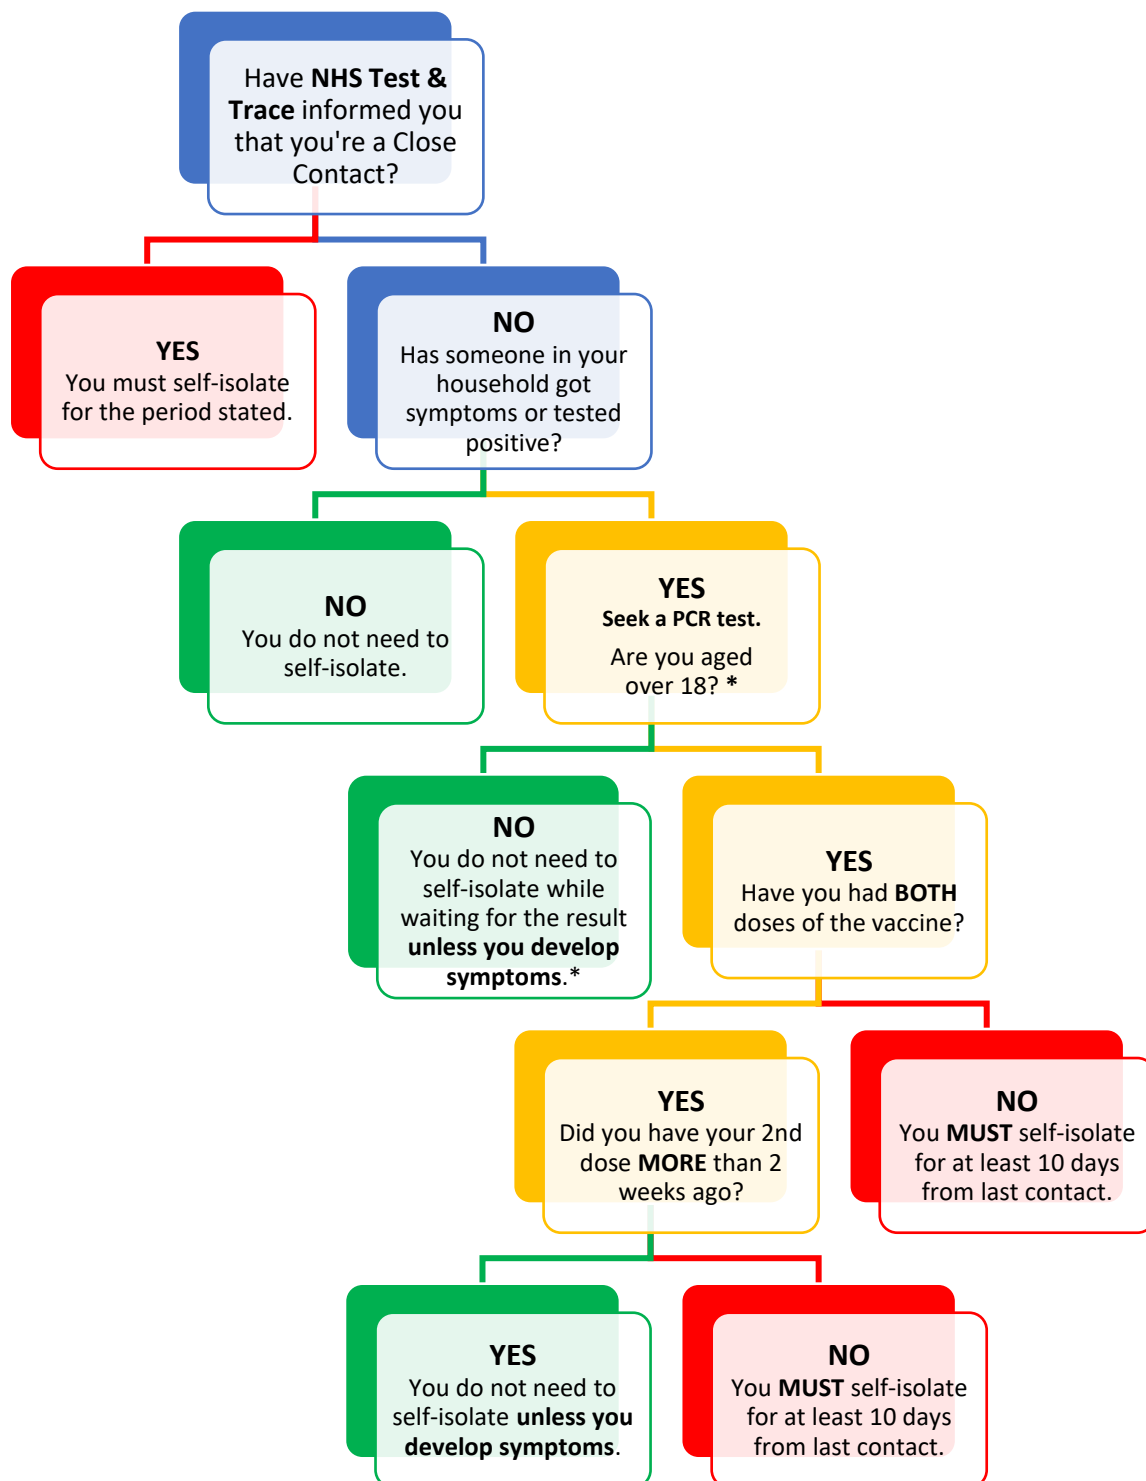 Have NHS Test &
Trace informed you
that you're a Close
Contact?
YES
You must self-isolate
for the period stated.
NO
Has someone in your
household got
symptoms or tested
positive?
NO
You do not need to
self-isolate.
YES
Seek a PCR test.
Are you aged
over 18? *
NO
You do not need to
self-isolate while
waiting for the result
unless you develop
symptoms.*
YES
Have you had BOTH
doses of the vaccine?
YES
Did you have your 2nd
dose MORE than 2
weeks ago?
NO
You MUST self-isolate
for at least 10 days
from last contact.
YES
You do not need to
self-isolate unless you
develop symptoms.
NO
You MUST self-isolate
for at least 10 days
from last contact.